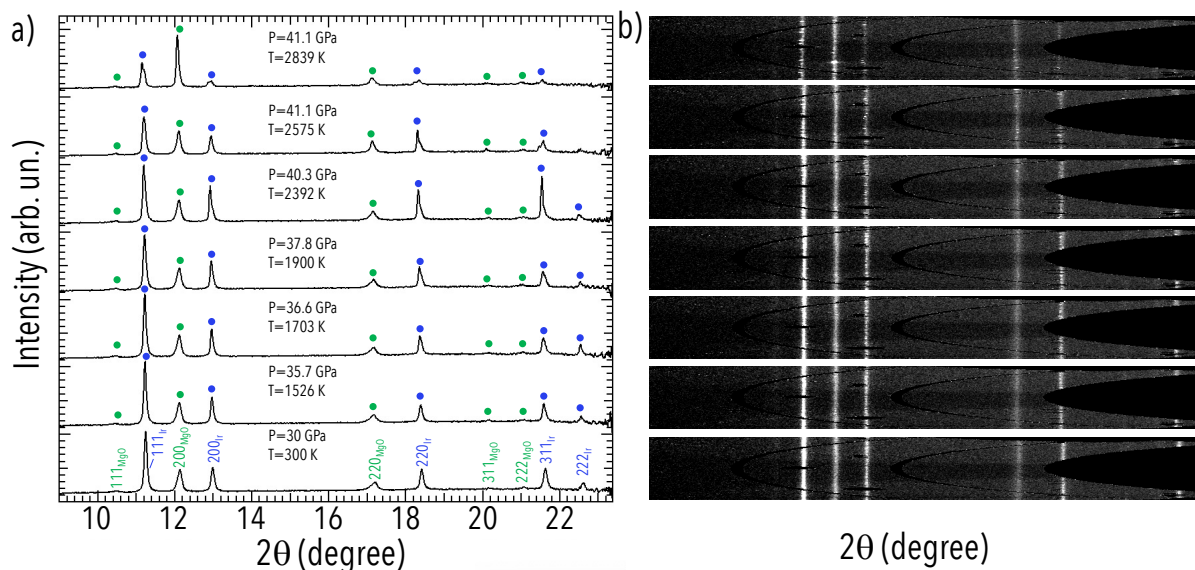 a)
b)
P=41.1 GPa
T=2839 K
P=41.1 GPa
T=2575 K
P=40.3 GPa
T=2392 K
P=37.8 GPa
T=1900 K
P=36.6 GPa
T=1703 K
P=35.7 GPa
T=1526 K
P=30 GPa
T=300 K
111MgO
111Ir
200MgO
200Ir
220MgO
220Ir
311MgO
222MgO
311Ir
222Ir
Intensity (arb. un.)
10 12 14 16 18 20 22
2θ (degree)
2θ (degree)